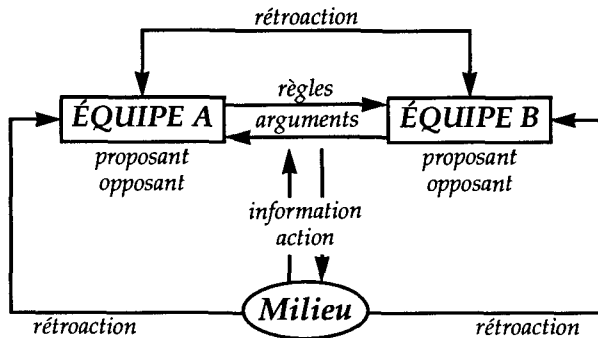 rétroaction
ÉQUIPE A
règles
arguments
ÉQUIPE B
proposant
opposant
proposant
opposant
information
action
Milieu
rétroaction
rétroaction